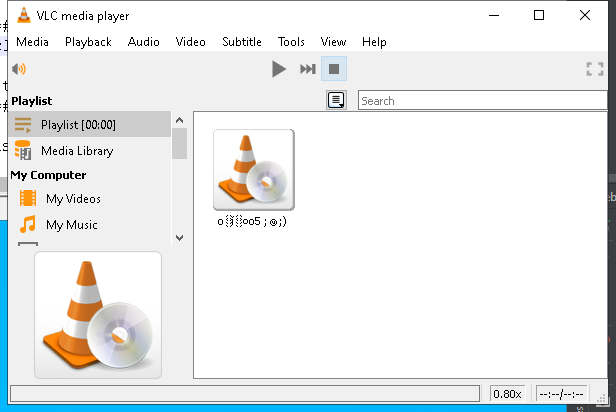 VLC media player
Media Playback Audio Video Subtitle Tools View Help
Playlist
Search
Playlist [00:00]
Media Library
My Computer
My Videos
My Music
0.80x
--:--/--:--